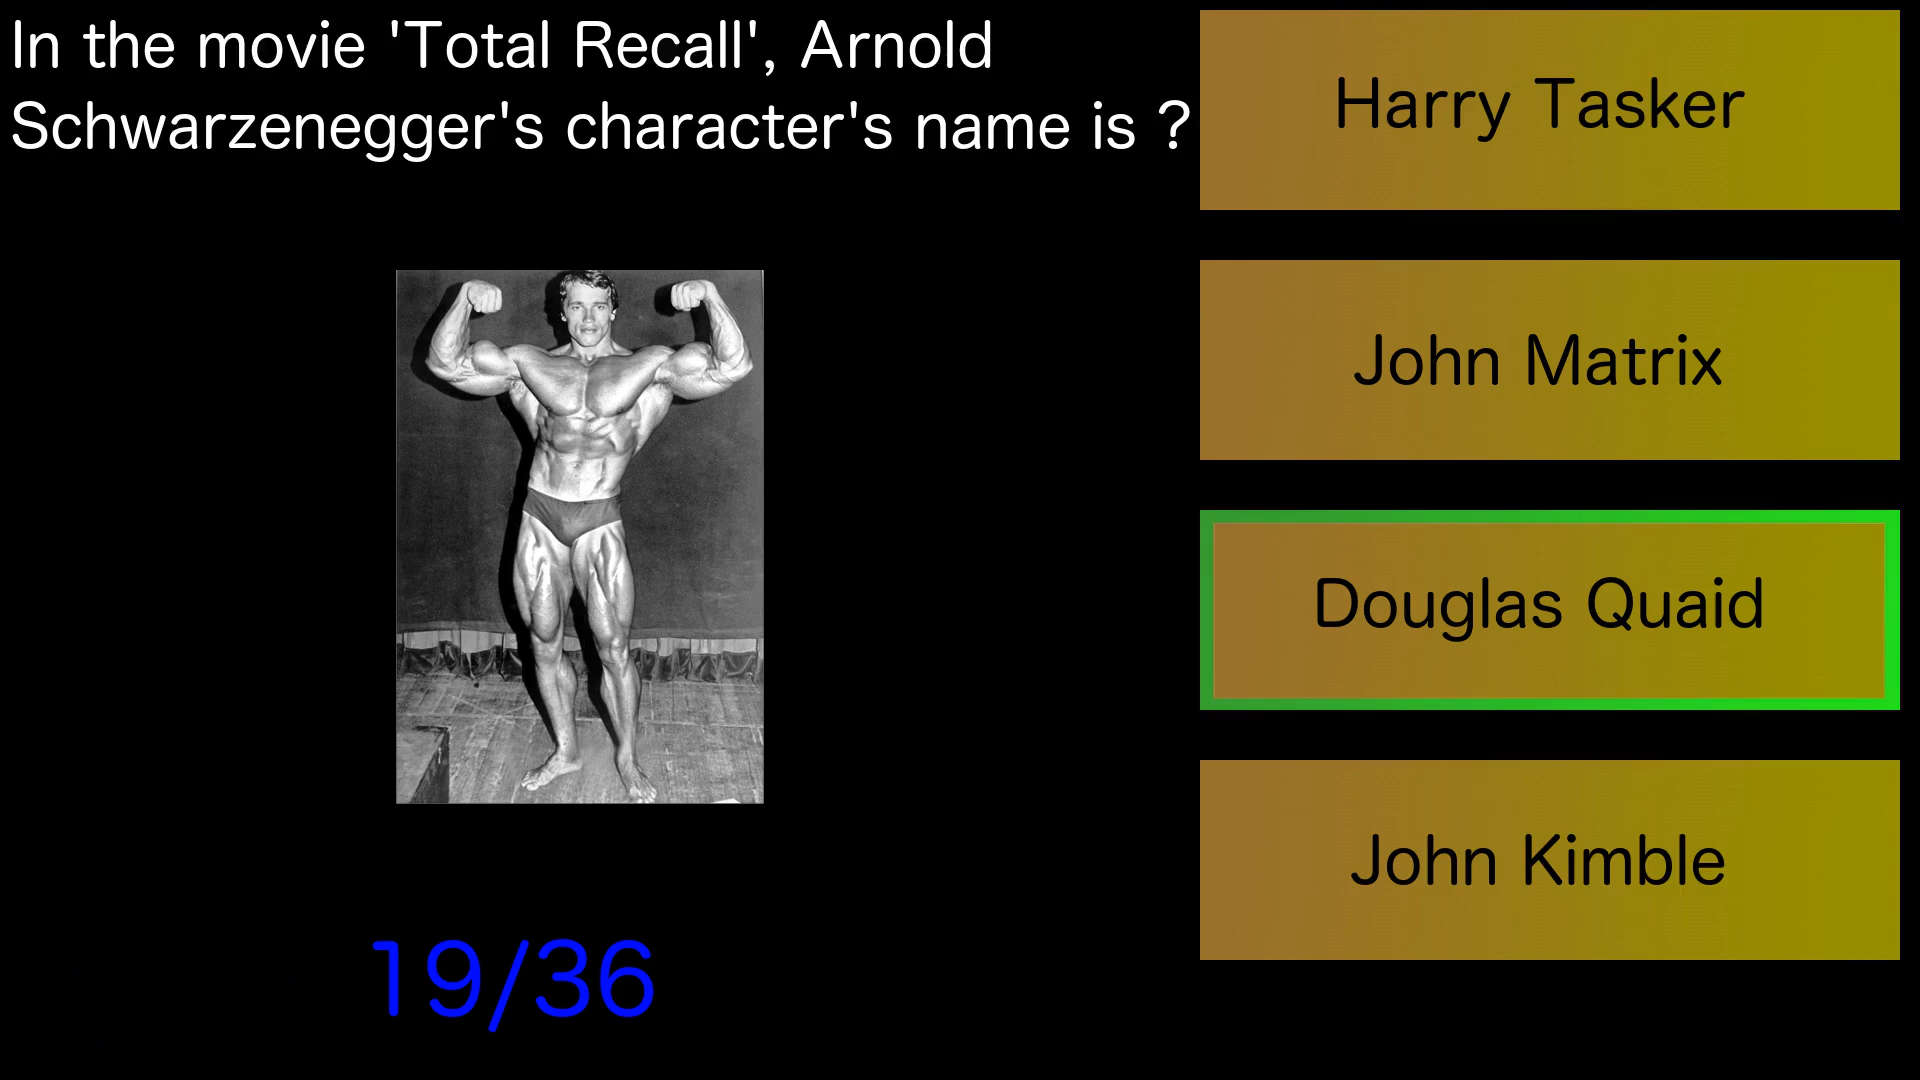 In the movie 'Total Recall', Arnold
Schwarzenegger's character's name is ?
Harry Tasker
John Matrix
Douglas Quaid
John Kimble
19/36